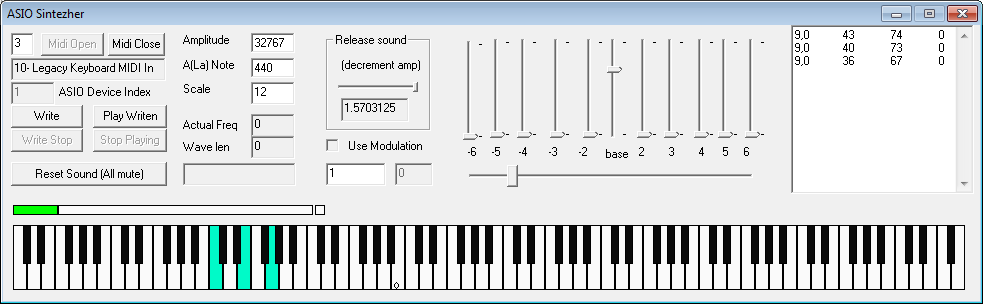 ASIO Sintezher
3 Midi Open Midi Close
10- Legacy Keyboard MIDI In
1 ASIO Device Index
Write Play Writen
Write Stop Stop Playing
Reset Sound (All mute)
Amplitude 32767
A(La) Note 440
Scale 12
Actual Freq 0
Wave len 0
Release sound
(decrement amp)
1.5703125
Use Modulation
1 0
-6 -5 -4 -3 -2 base 2 3 4 5 6
9,0 43 74 0
9,0 40 73 0
9,0 36 67 0